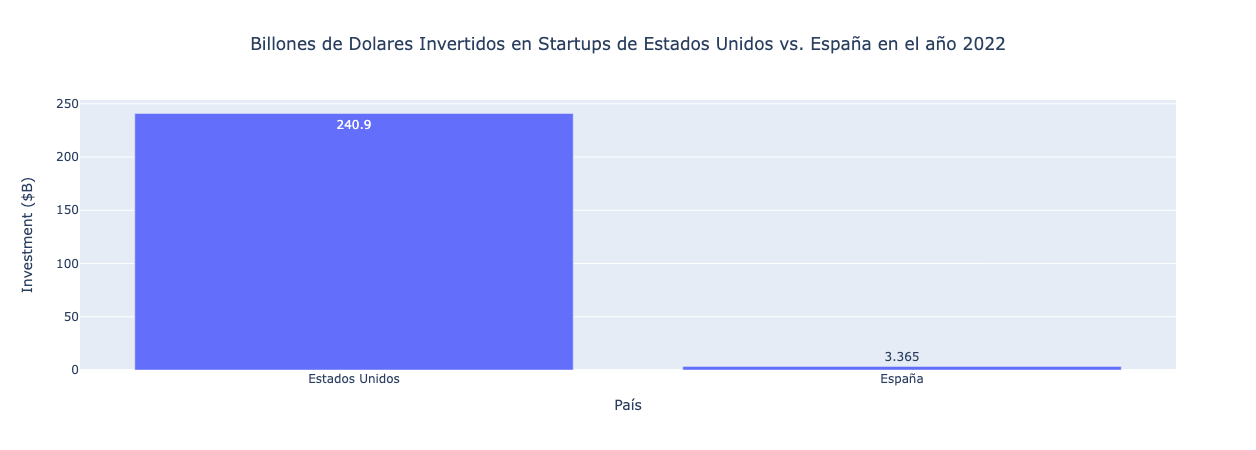 Billones de Dolares Invertidos en Startups de Estados Unidos vs. España en el año 2022
Investment ($B)
250
200
150
100
50
0
240.9
3.365
Estados Unidos
España
País